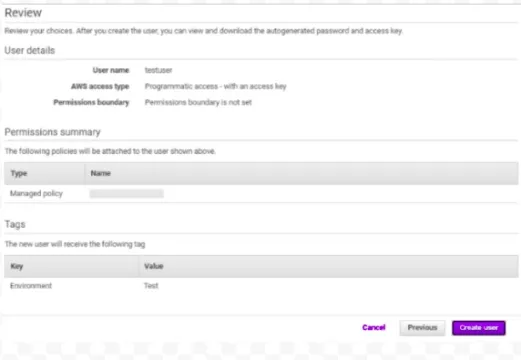 Review
Review your choices. After you create the user, you can view and download the autogenerated password and access key.
User details
User name testuser
AWS access type Programmatic access - with an access key
Permissions boundary Permissions boundary is not set
Permissions summary
The following policies will be attached to the user shown above.
Type Name
Managed policy
Tags
The new user will receive the following tag
Key Value
Environment Test
Cancel Previous Create user